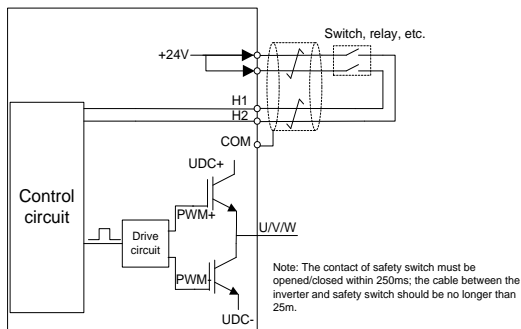 Switch, relay, etc.
+24V
H1
H2
COM
UDC+
Control
circuit
PWM+
U/V/W
Drive
circuit
PWM-
UDC-
Note: The contact of safety switch must be
opened/closed within 250ms; the cable between the
inverter and safety switch should be no longer than
25m.